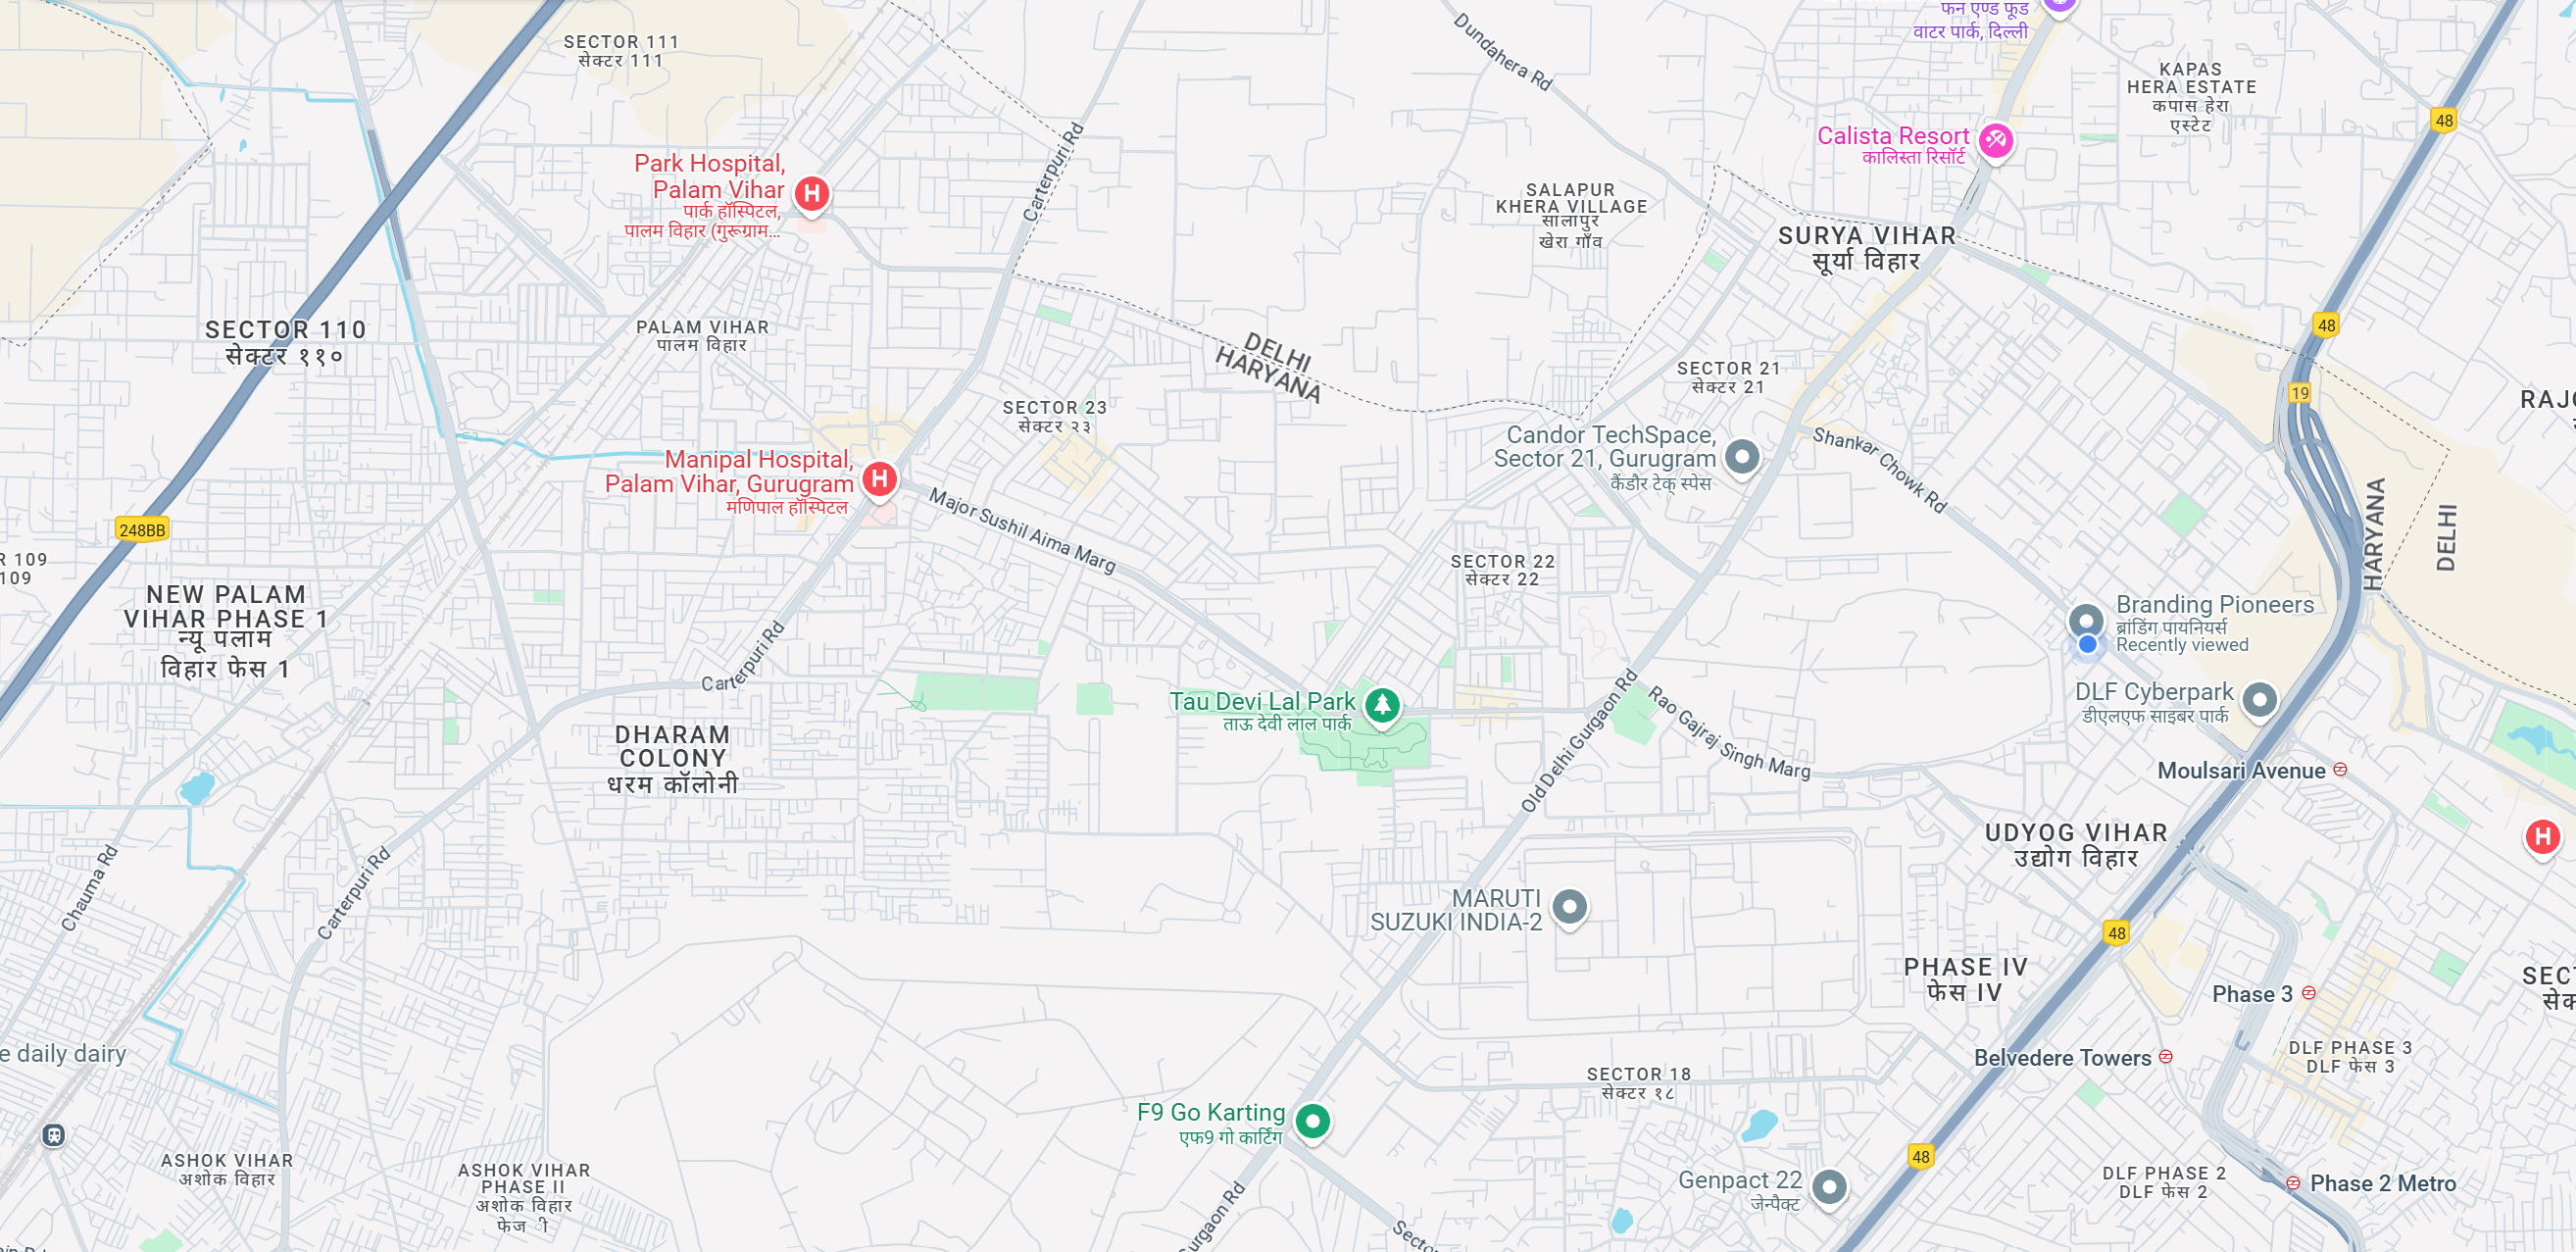 SECTOR 111
सेक्टर 111
Dundahera Rd
फन एण्ड फूड
वाटर पार्क, दिल्ली
KAPAS
HERA ESTATE
कपास हेरा
एस्टेट
48
Calista Resort
कालिस्ता रिसॉर्ट
Park Hospital,
Palam Vihar
पार्क हॉस्पिटल,
पालम विहार (गुरूग्राम...
H
Carterpuri Rd
SALAPUR
KHERA VILLAGE
सालापुर
खेरा गाँव
SURYA VIHAR
सूर्या विहार
SECTOR 110
सेक्टर ११०
PALAM VIHAR
पालम विहार
DELHI
HARYANA
48
SECTOR 21
सेक्टर 21
19
SECTOR 23
सेक्टर २३
Candor TechSpace,
Sector 21, Gurugram
कैंडौर टेक् स्पेस
Shankar Chowk Rd
Manipal Hospital,
Palam Vihar, Gurugram
मणिपाल हॉस्पिटल
H
Major Sushil Aima Marg
248BB
HARYANA
DELHI
109
109
SECTOR 22
सेक्टर 22
NEW PALAM
VIHAR PHASE 1
न्यू पलाम
विहार फेस 1
Branding Pioneers
ब्रांडिंग पायनियर्स
Recently viewed
Carterpuri Rd
Tau Devi Lal Park
ताऊ देवी लाल पार्क
Rao Gajraj Singh Marg
DLF Cyberpark
डीएलएफ साइबर पार्क
DHARAM
COLONY
धरम कॉलोनी
Old Delhi Gurgaon Rd
Moulsari Avenue
UDYOG VIHAR
उद्योग विहार
H
Chauma Rd
Carterpuri Rd
MARUTI
SUZUKI INDIA-2
48
PHASE IV
फेस IV
Phase 3
e daily dairy
DLF PHASE 3
DLF फेस 3
Belvedere Towers
SECTOR 18
सेक्टर १८
F9 Go Karting
एफ9 गो कार्टिंग
ASHOK VIHAR
अशोक विहार
ASHOK VIHAR
PHASE II
अशोक विहार
फेज ी
48
Genpact 22
जेन्पैक्ट
DLF PHASE 2
DLF फेस 2
Phase 2 Metro
Gurgaon Rd